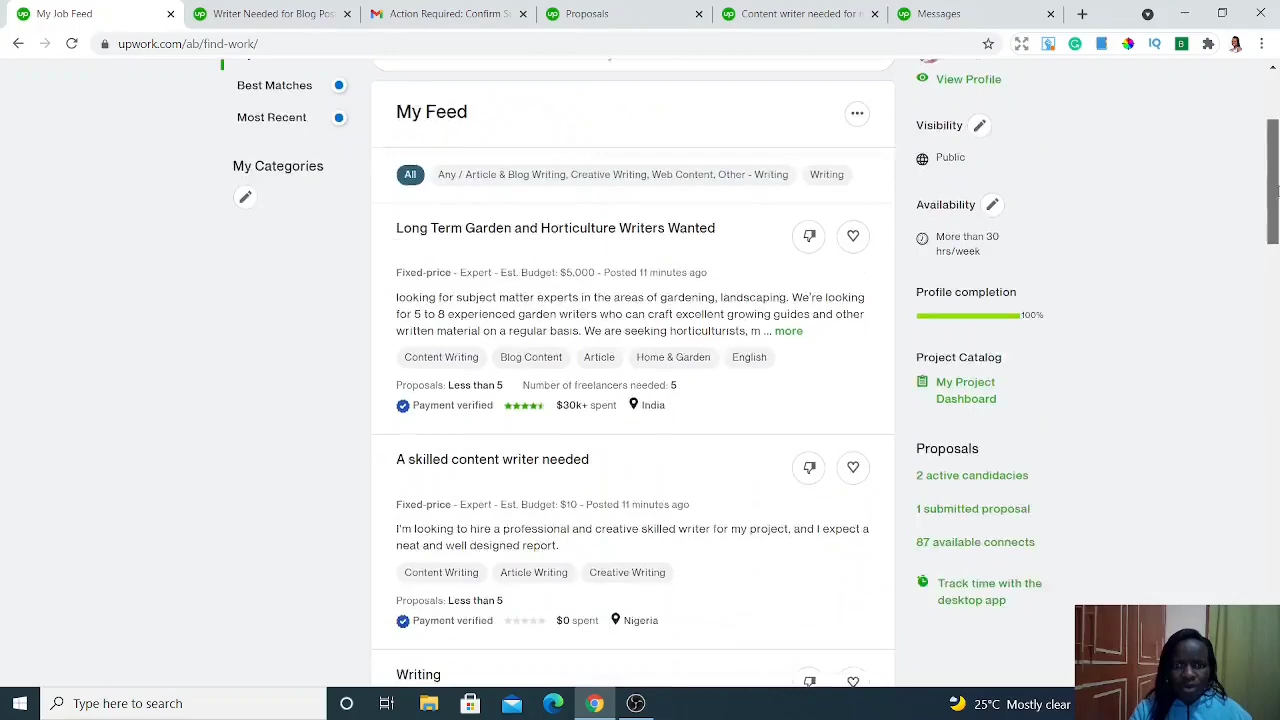 My Job Feed
Writer Needed for Blog Pos
Action Required: Confirm S
Proposals
Content writer needed for n
Messages
upwork.com/ab/find-work/
Best Matches
Most Recent
My Categories
My Feed
All
Any / Article & Blog Writing, Creative Writing, Web Content, Other - Writing
Writing
Long Term Garden and Horticulture Writers Wanted
Fixed-price - Expert - Est. Budget: $5,000 - Posted 11 minutes ago
looking for subject matter experts in the areas of gardening, landscaping. We're looking
for 5 to 8 experienced garden writers who can craft excellent growing guides and other
written material on a regular basis. We are seeking horticulturists, m ... more
Content Writing
Blog Content
Article
Home & Garden
English
Proposals: Less than 5 Number of freelancers needed: 5
Payment verified $30k+ spent India
A skilled content writer needed
Fixed-price - Expert - Est. Budget: $10 - Posted 11 minutes ago
I'm looking to hire a professional and creative skilled writer for my project, and I expect a
neat and well designed report.
Content Writing
Article Writing
Creative Writing
Proposals: Less than 5
Payment verified $0 spent Nigeria
Writing
View Profile
Visibility
Public
Availability
More than 30
hrs/week
Profile completion
100%
Project Catalog
My Project
Dashboard
Proposals
2 active candidacies
1 submitted proposal
87 available connects
Track time with the
desktop app
Type here to search
25°C Mostly clear